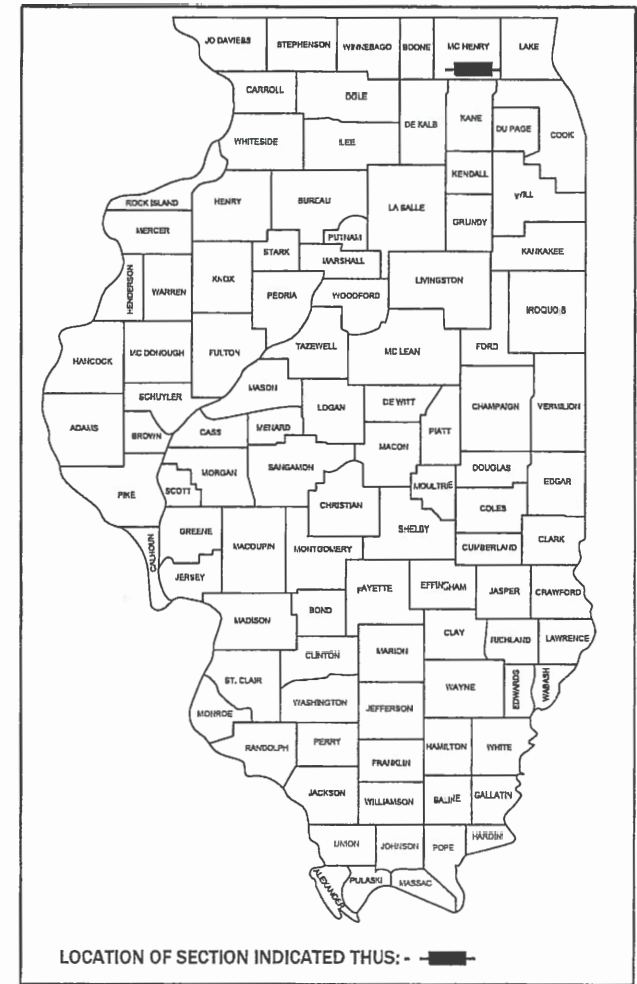 JO DAVIESS
STEPHENSON
WINNEBAGO
BOONE
MC HENRY
LAKE
CARROLL
OGLE
DE KALB
KANE
DU PAGE
COOK
WHITESIDE
LEE
KENDALL
WILL
ROCK ISLAND
HENRY
BUREAU
LA SALLE
GRUNDY
MERCER
PUTNAM
STARK
MARSHALL
KANKAKEE
HENDERSON
WARREN
KNOX
PEORIA
WOODFORD
LIVINGSTON
IROQUOIS
HANCOCK
MC DONOUGH
FULTON
TAZEWELL
MC LEAN
FORD
SCHUYLER
MASON
LOGAN
DE WITT
CHAMPAIGN
VERMILION
ADAMS
BROWN
CASS
MENARD
MACON
PIATT
PIKE
SCOTT
MORGAN
SANGAMON
MOULTRIE
DOUGLAS
EDGAR
CHRISTIAN
COLES
GREENE
MACOUPIN
MONTGOMERY
SHELBY
CUMBERLAND
CLARK
CALHOUN
JERSEY
FAYETTE
EFFINGHAM
JASPER
CRAWFORD
MADISON
BOND
CLAY
RICHLAND
LAWRENCE
CLINTON
MARION
ST. CLAIR
WAYNE
EDWARDS
WABASH
MONROE
WASHINGTON
JEFFERSON
RANDOLPH
PERRY
HAMILTON
WHITE
FRANKLIN
JACKSON
WILLIAMSON
SALINE
GALLATIN
UNION
JOHNSON
POPE
HARDIN
ALEXANDER
PULASKI
MASSAC
LOCATION OF SECTION INDICATED THUS: -